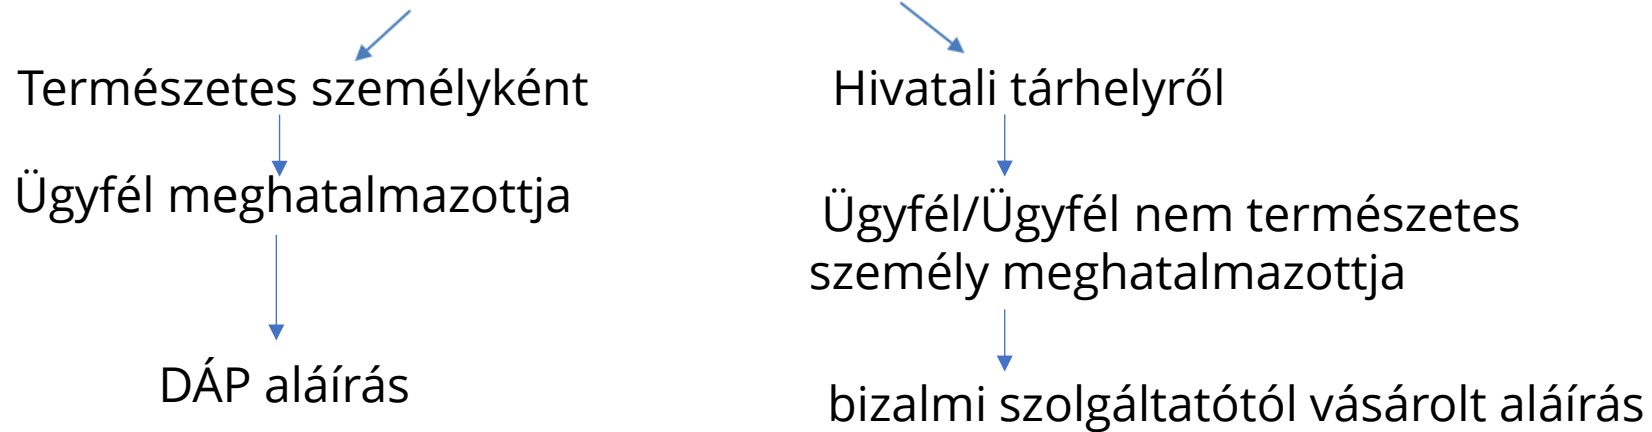 Természetes személyként
Ügyfél meghatalmazottja
DÁP aláírás
Hivatali tárhelyről
Ügyfél/Ügyfél nem természetes
személy meghatalmazottja
bizalmi szolgáltatótól vásárolt aláírás